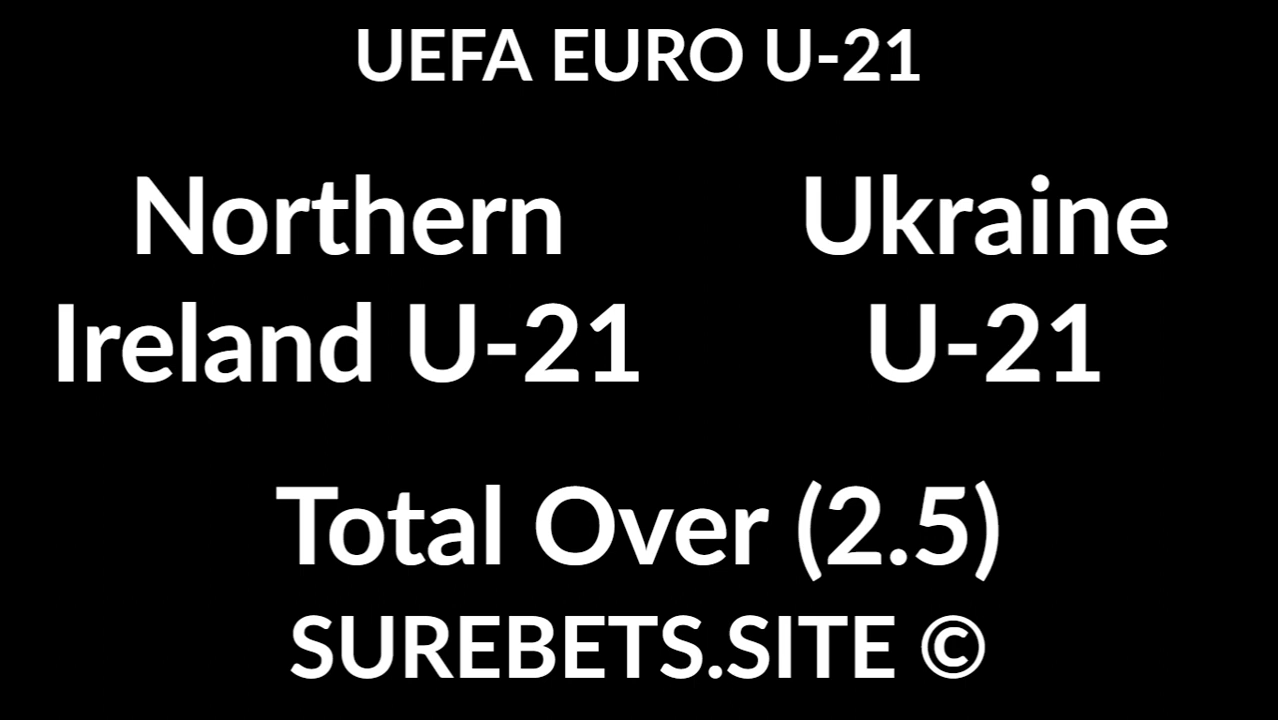 UEFA EURO U-21
Northern
Ireland U-21
Ukraine
U-21
Total Over (2.5)
SUREBETS.SITE ©